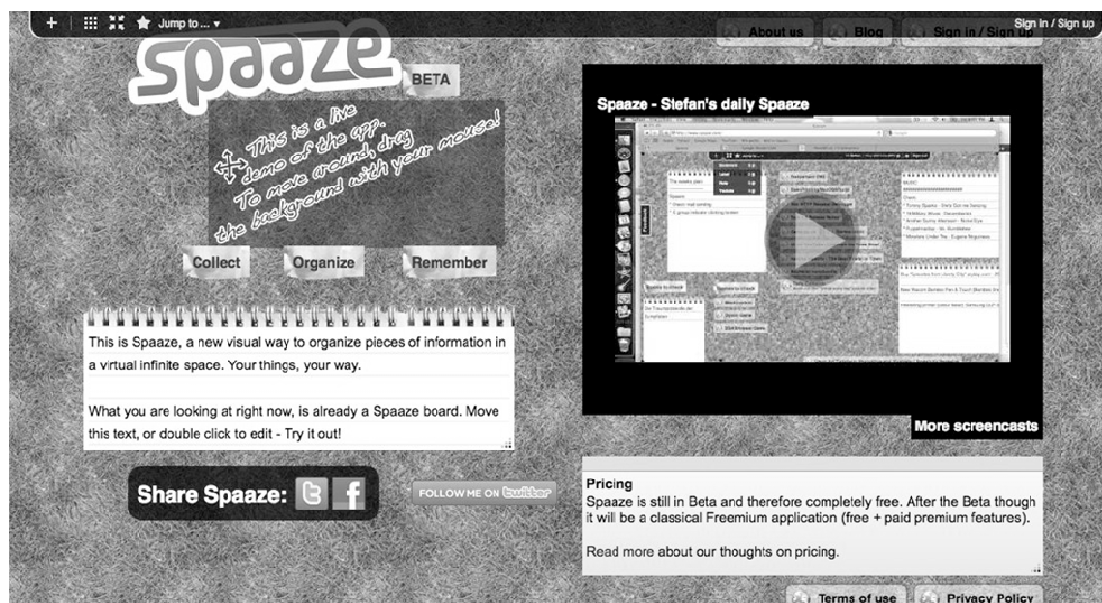 Jump to ... ▾
Sign in / Sign up
About us
Blog
Sign in / Sign up
spaaze
BETA
This is a live
demo of the app.
To move around, drag
the background with your mouse!
Collect
Organize
Remember
This is Spaaze, a new visual way to organize pieces of information in
a virtual infinite space. Your things, your way.
What you are looking at right now, is already a Spaaze board. Move
this text, or double click to edit - Try it out!
Share Spaaze:
FOLLOW ME ON twitter
Spaaze - Stefan's daily Spaaze
More screencasts
Pricing
Spaaze is still in Beta and therefore completely free. After the Beta though
it will be a classical Freemium application (free + paid premium features).
Read more about our thoughts on pricing.
Terms of use
Privacy Policy